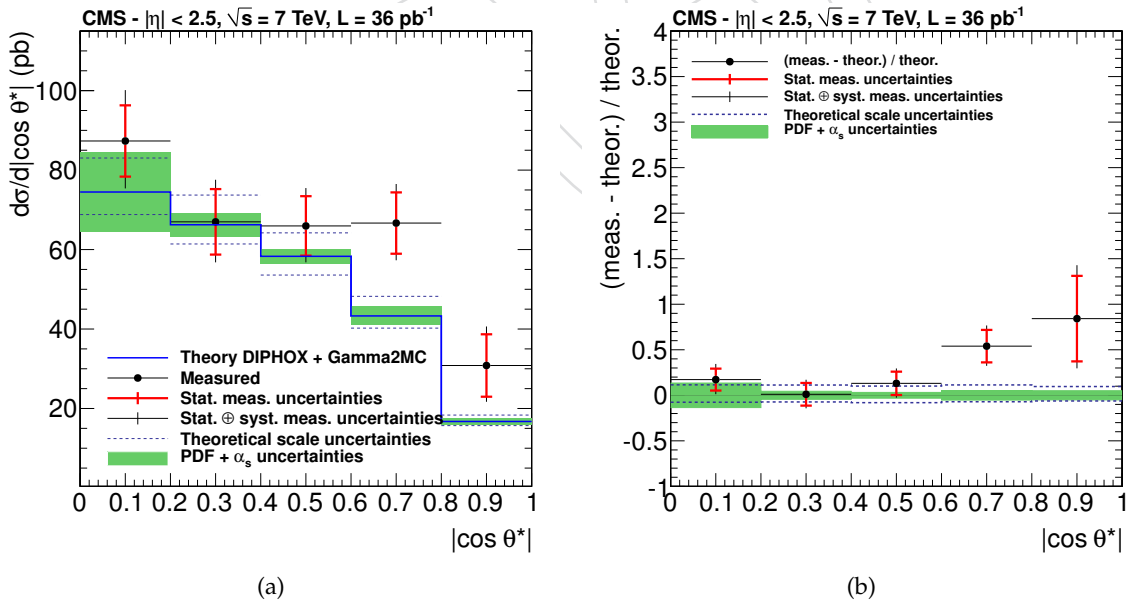 CMS - |η| < 2.5, √s = 7 TeV, L = 36 pb⁻¹
dσ/d|cos θ*| (pb)
100
80
60
40
20
Theory DIPHOX + Gamma2MC
Measured
Stat. meas. uncertainties
Stat. ⊕ syst. meas. uncertainties
Theoretical scale uncertainties
PDF + αs uncertainties
0 0.1 0.2 0.3 0.4 0.5 0.6 0.7 0.8 0.9 1
|cos θ*|
(a)
CMS - |η| < 2.5, √s = 7 TeV, L = 36 pb⁻¹
(meas. - theor.) / theor.
4
3.5
3
2.5
2
1.5
1
0.5
0
-0.5
-1
(meas. - theor.) / theor.
Stat. meas. uncertainties
Stat. ⊕ syst. meas. uncertainties
Theoretical scale uncertainties
PDF + αs uncertainties
0 0.1 0.2 0.3 0.4 0.5 0.6 0.7 0.8 0.9 1
|cos θ*|
(b)